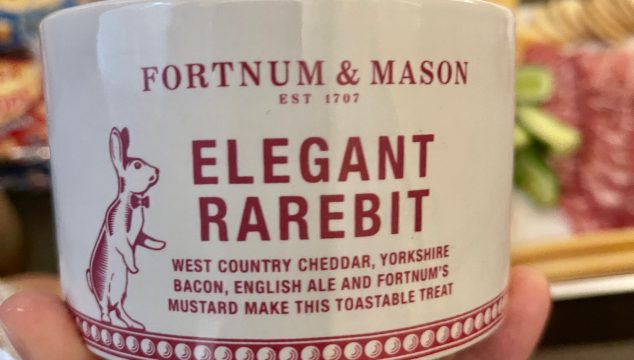 FORTNUM & MASON
EST 1707
ELEGANT
RAREBIT
WEST COUNTRY CHEDDAR, YORKSHIRE
BACON, ENGLISH ALE AND FORTNUM'S
MUSTARD MAKE THIS TOASTABLE TREAT